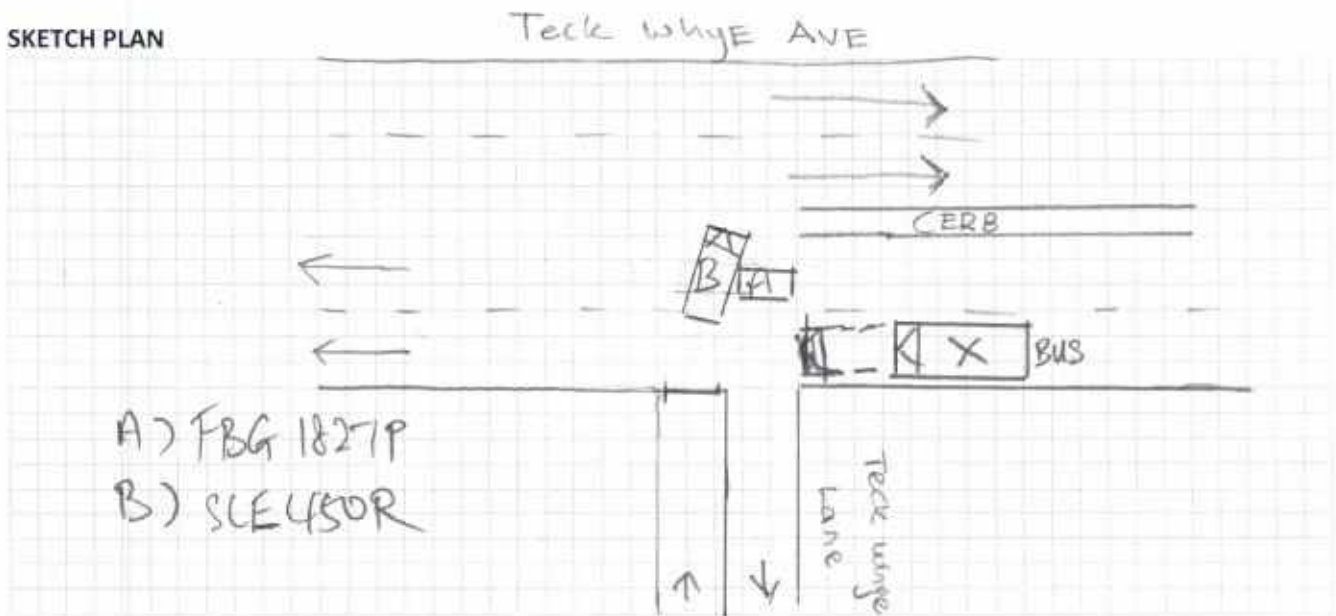 SKETCH PLAN
Teck whyE AVE
CERB
B
A
X
BUS
A) FBG 1827P
B) SLE450R
Teck whye
Lane